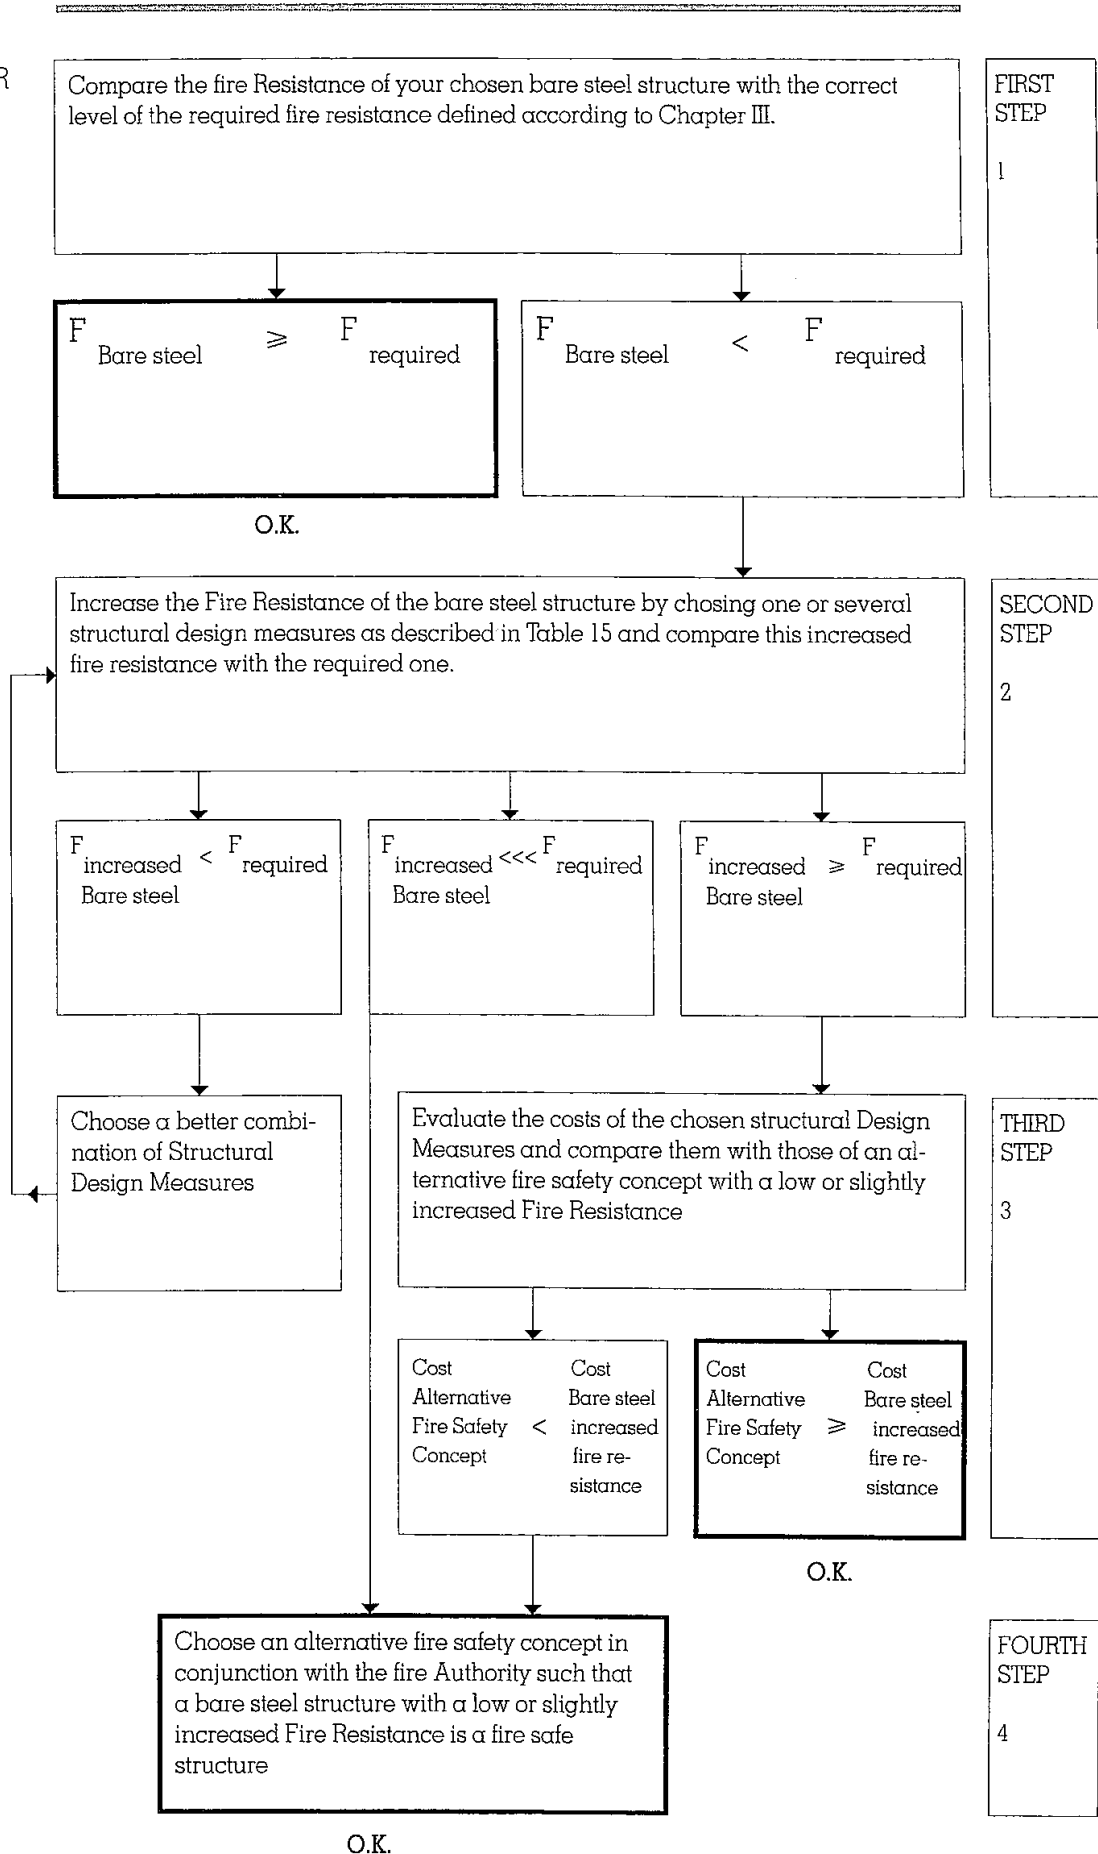 R
Compare the fire Resistance of your chosen bare steel structure with the correct
level of the required fire resistance defined according to Chapter III.
FIRST
STEP
1
F Bare steel ⩾ F required
F Bare steel < F required
O.K.
Increase the Fire Resistance of the bare steel structure by chosing one or several
structural design measures as described in Table 15 and compare this increased
fire resistance with the required one.
SECOND
STEP
2
F increased < F required
Bare steel
F increased <<< F required
Bare steel
F increased ⩾ F required
Bare steel
Choose a better combi-
nation of Structural
Design Measures
Evaluate the costs of the chosen structural Design
Measures and compare them with those of an al-
ternative fire safety concept with a low or slightly
increased Fire Resistance
THIRD
STEP
3
Cost Cost
Alternative Bare steel
Fire Safety < increased
Concept fire re-
sistance
Cost Cost
Alternative Bare steel
Fire Safety ⩾ increased
Concept fire re-
sistance
O.K.
Choose an alternative fire safety concept in
conjunction with the fire Authority such that
a bare steel structure with a low or slightly
increased Fire Resistance is a fire safe
structure
FOURTH
STEP
4
O.K.